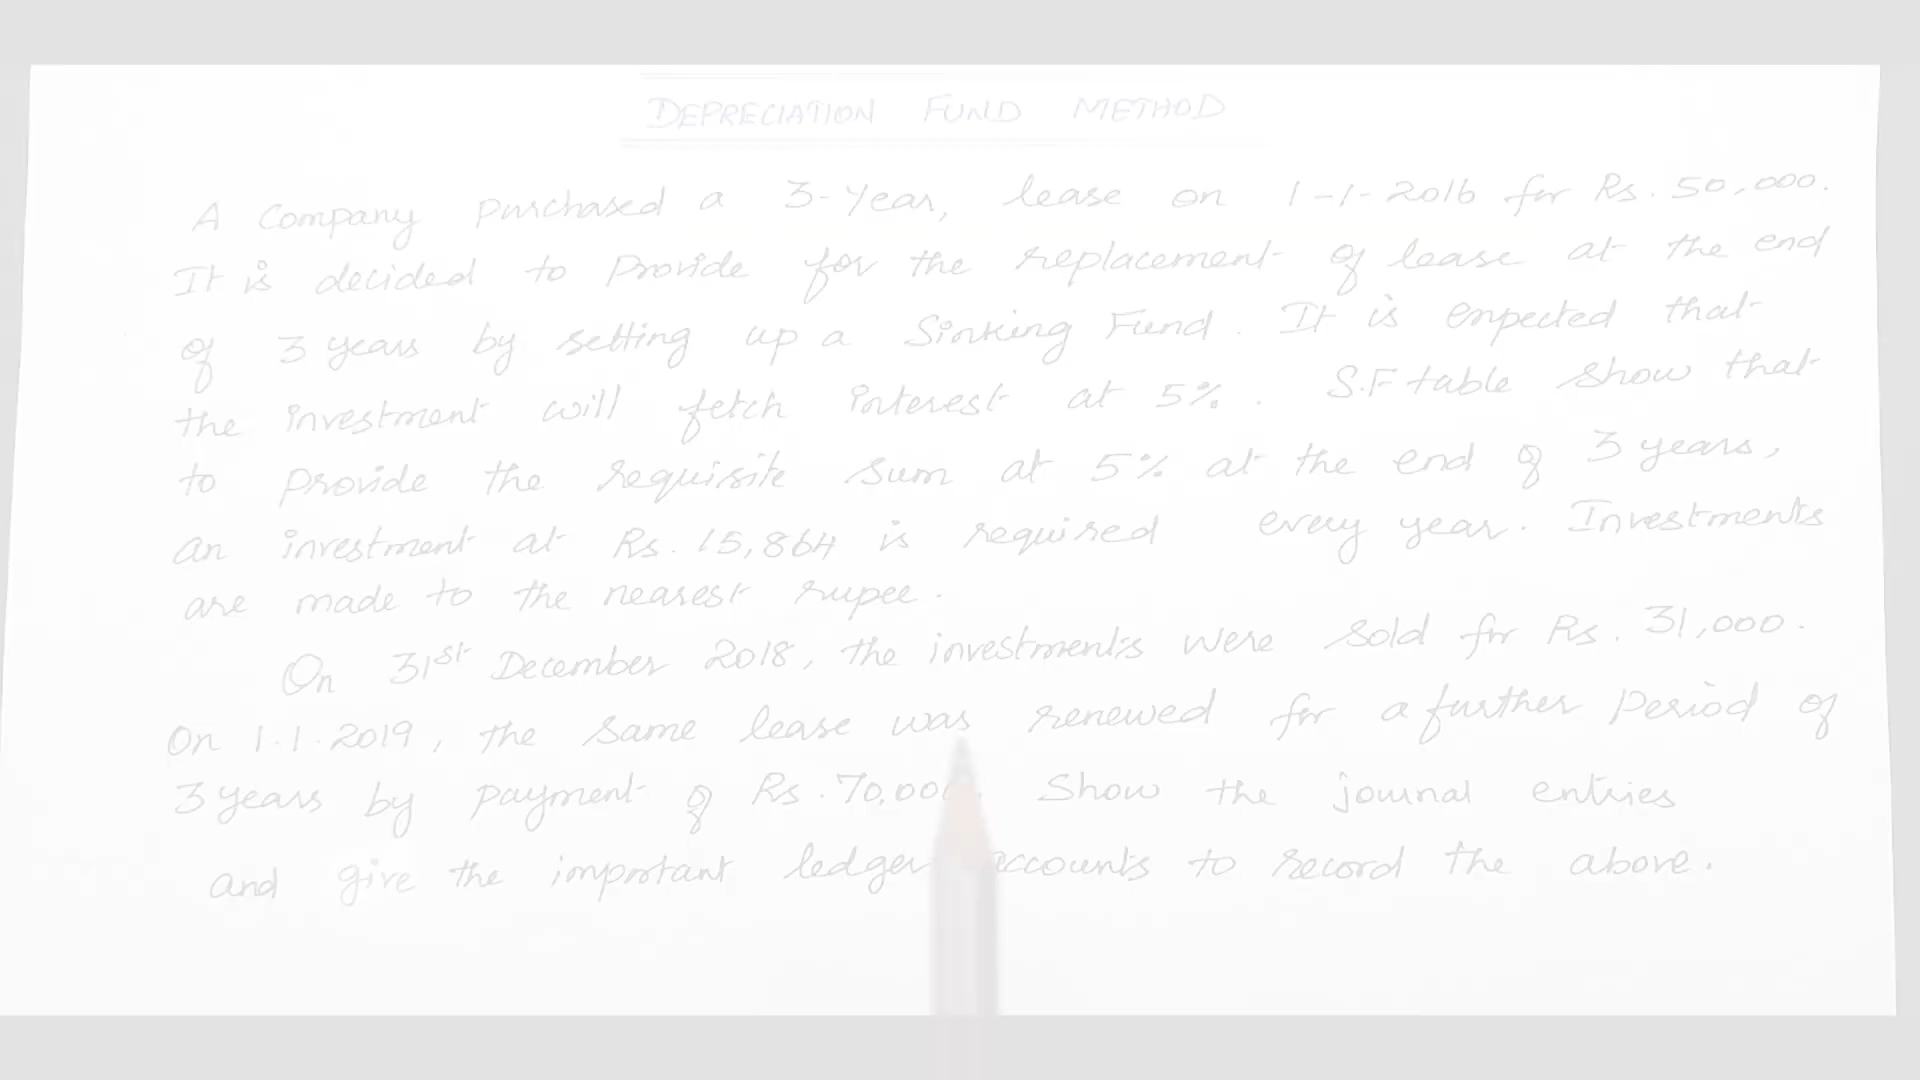 DEPRECIATION FUND METHOD
A Company purchased a 3-Year, lease on 1-1-2016 for Rs. 50,000.
It is decided to provide for the replacement of lease at the end
of 3 years by setting up a Sinking Fund. It is expected that
the investment will fetch interest at 5%. S.F table show that
to provide the requisite sum at 5% at the end of 3 years,
an investment at Rs. 15,864 is required every year. Investments
are made to the nearest rupee.
On 31st December 2018, the investments were sold for Rs. 31,000.
On 1.1.2019, the same lease was renewed for a further period of
3 years by payment of Rs. 70,000. Show the journal entries
and give the important ledger accounts to record the above.